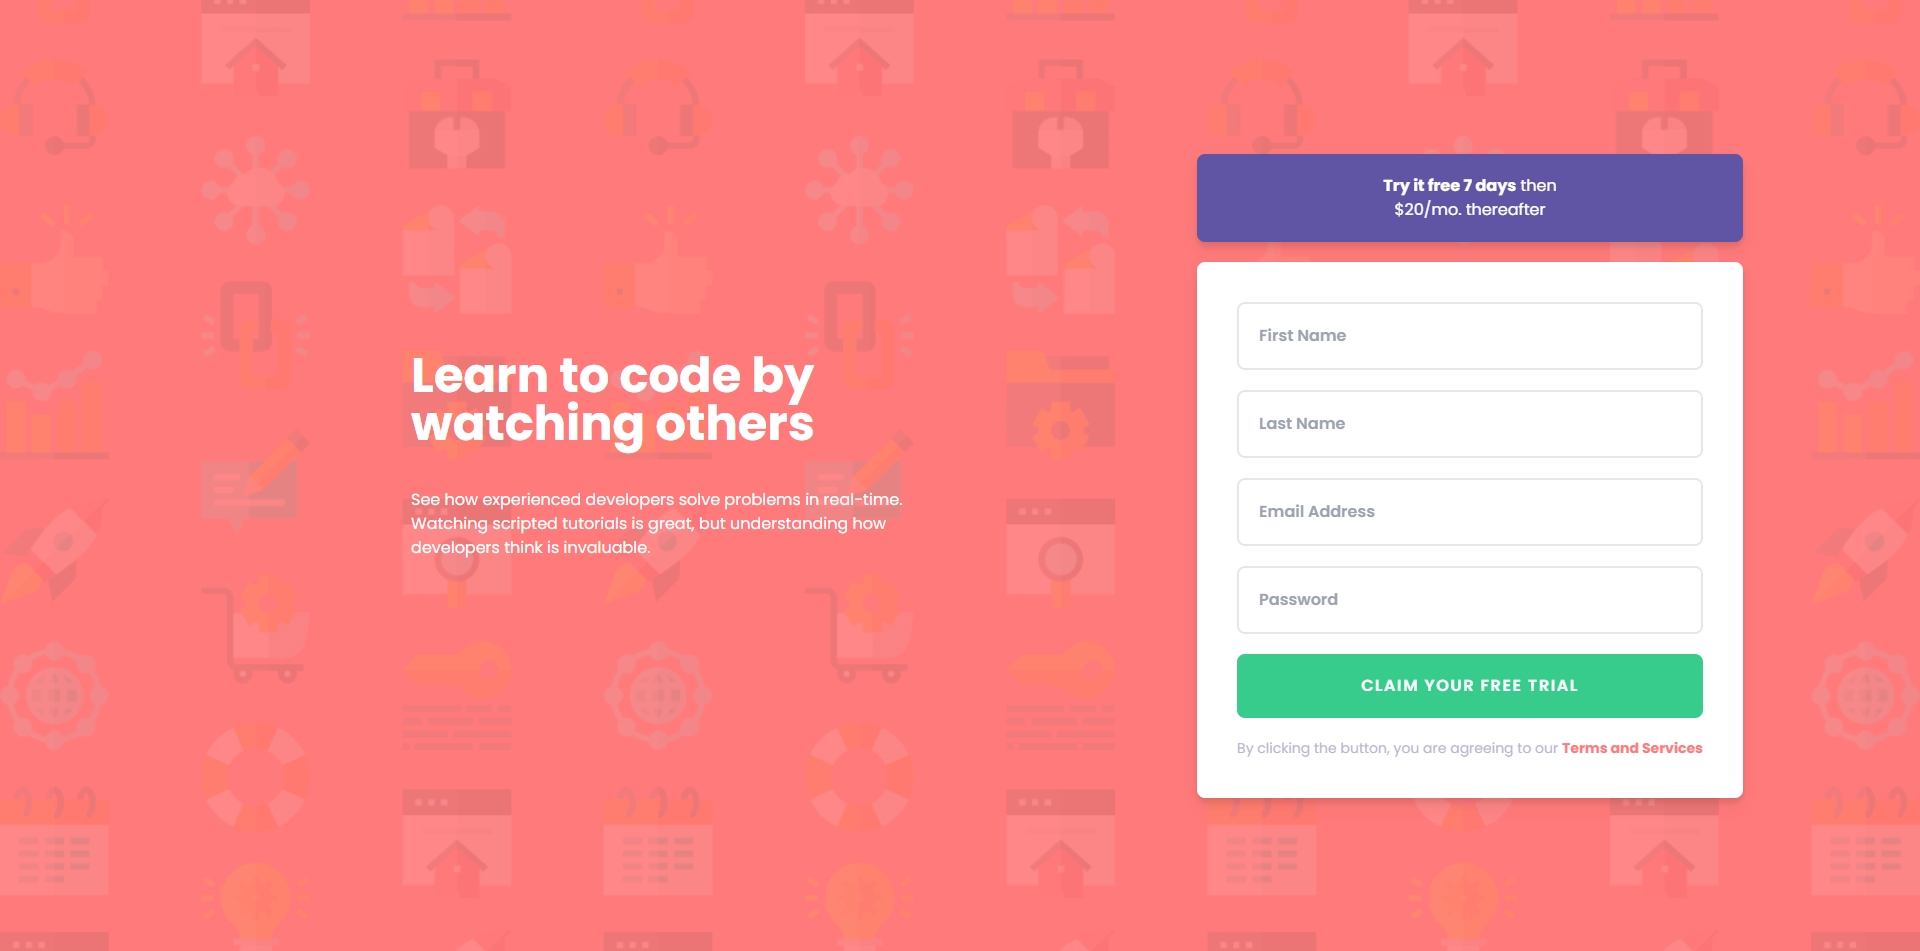 Learn to code by
watching others
See how experienced developers solve problems in real-time.
Watching scripted tutorials is great, but understanding how
developers think is invaluable.
Try it free 7 days then
$20/mo. thereafter
First Name
Last Name
Email Address
Password
CLAIM YOUR FREE TRIAL
By clicking the button, you are agreeing to our Terms and Services